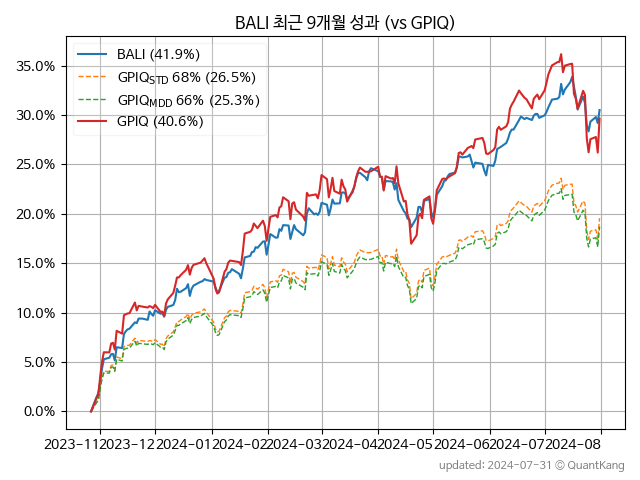 BALI 최근 9개월 성과 (vs GPIQ)
BALI (41.9%)
GPIQSTD 68% (26.5%)
GPIQMDD 66% (25.3%)
GPIQ (40.6%)
35.0%
30.0%
25.0%
20.0%
15.0%
10.0%
5.0%
0.0%
2023-11 2023-12 2024-01 2024-02 2024-03 2024-04 2024-05 2024-06 2024-07 2024-08
updated: 2024-07-31 © QuantKang